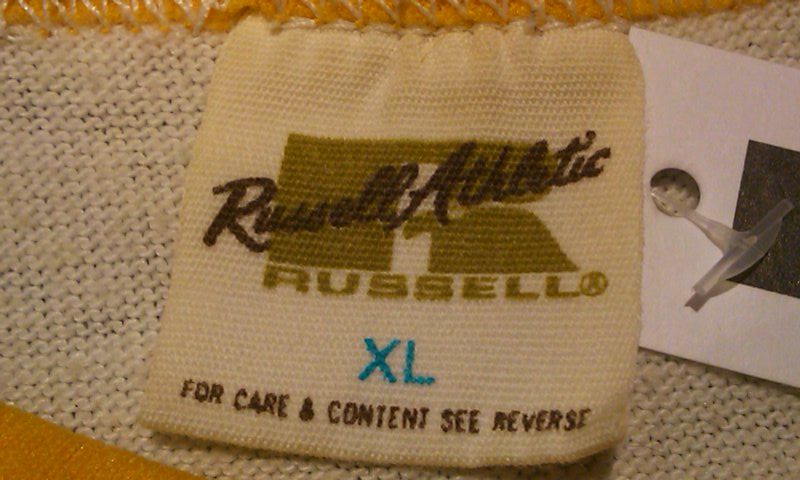 Russell Athletic
RUSSELL®
XL
FOR CARE & CONTENT SEE REVERSE